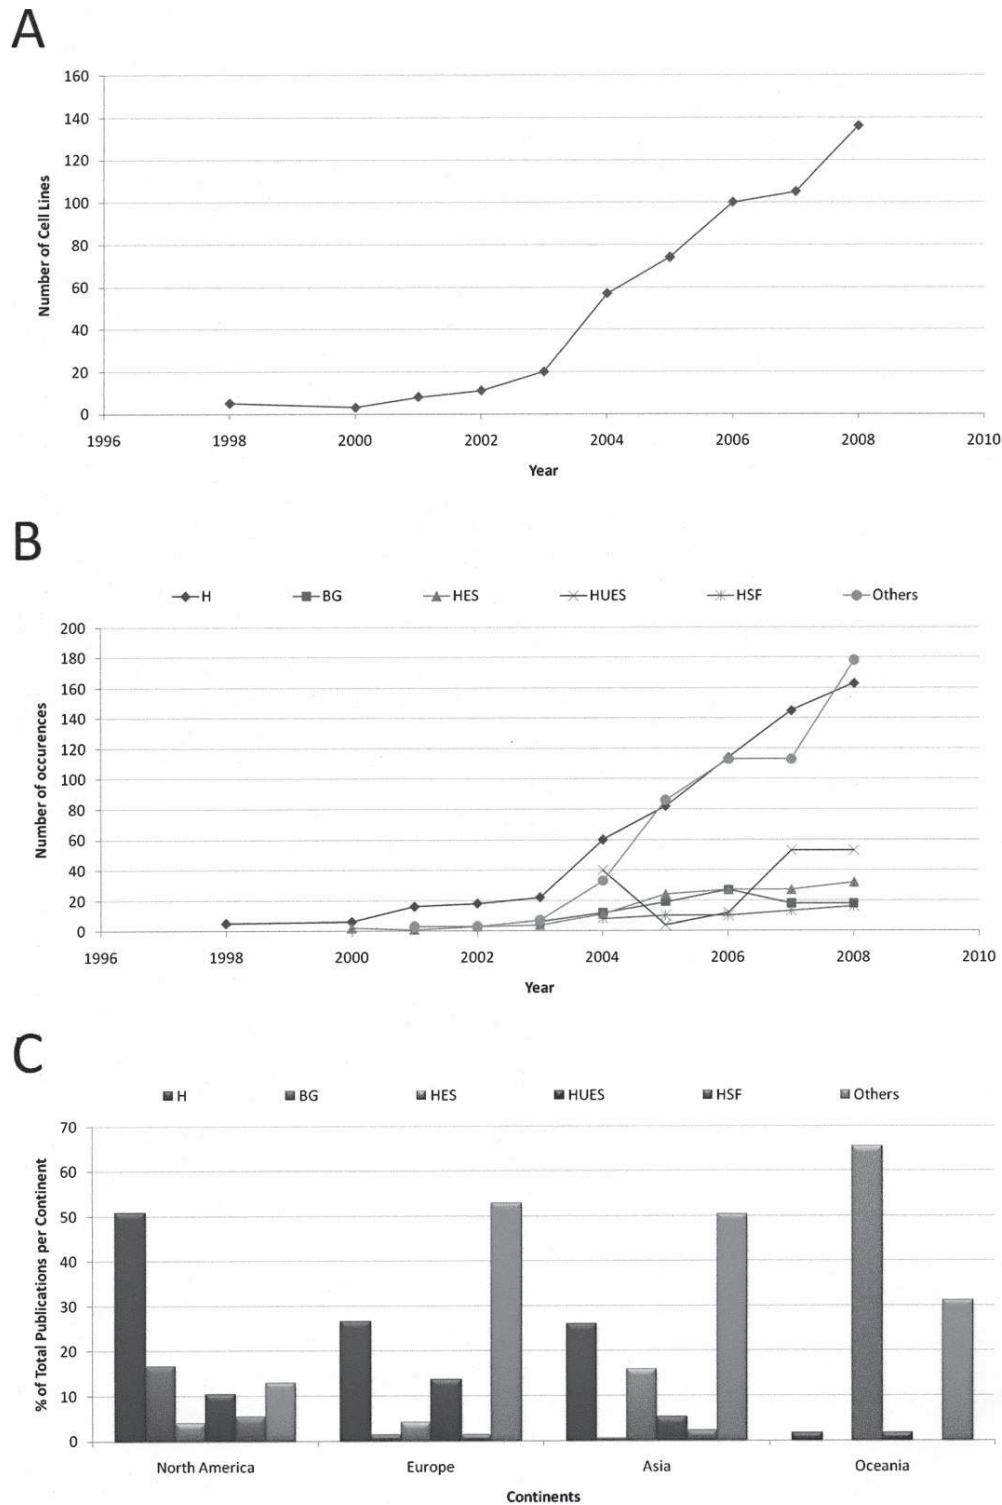 A
160
140
120
100
80
60
40
20
0
Number of Cell Lines
1996 1998 2000 2002 2004 2006 2008 2010
Year
B
H BG HES HUES HSF Others
200
180
160
140
120
100
80
60
40
20
0
Number of occurences
1996 1998 2000 2002 2004 2006 2008 2010
Year
C
H BG HES HUES HSF Others
70
60
50
40
30
20
10
0
% of Total Publications per Continent
North America Europe Asia Oceania
Continents